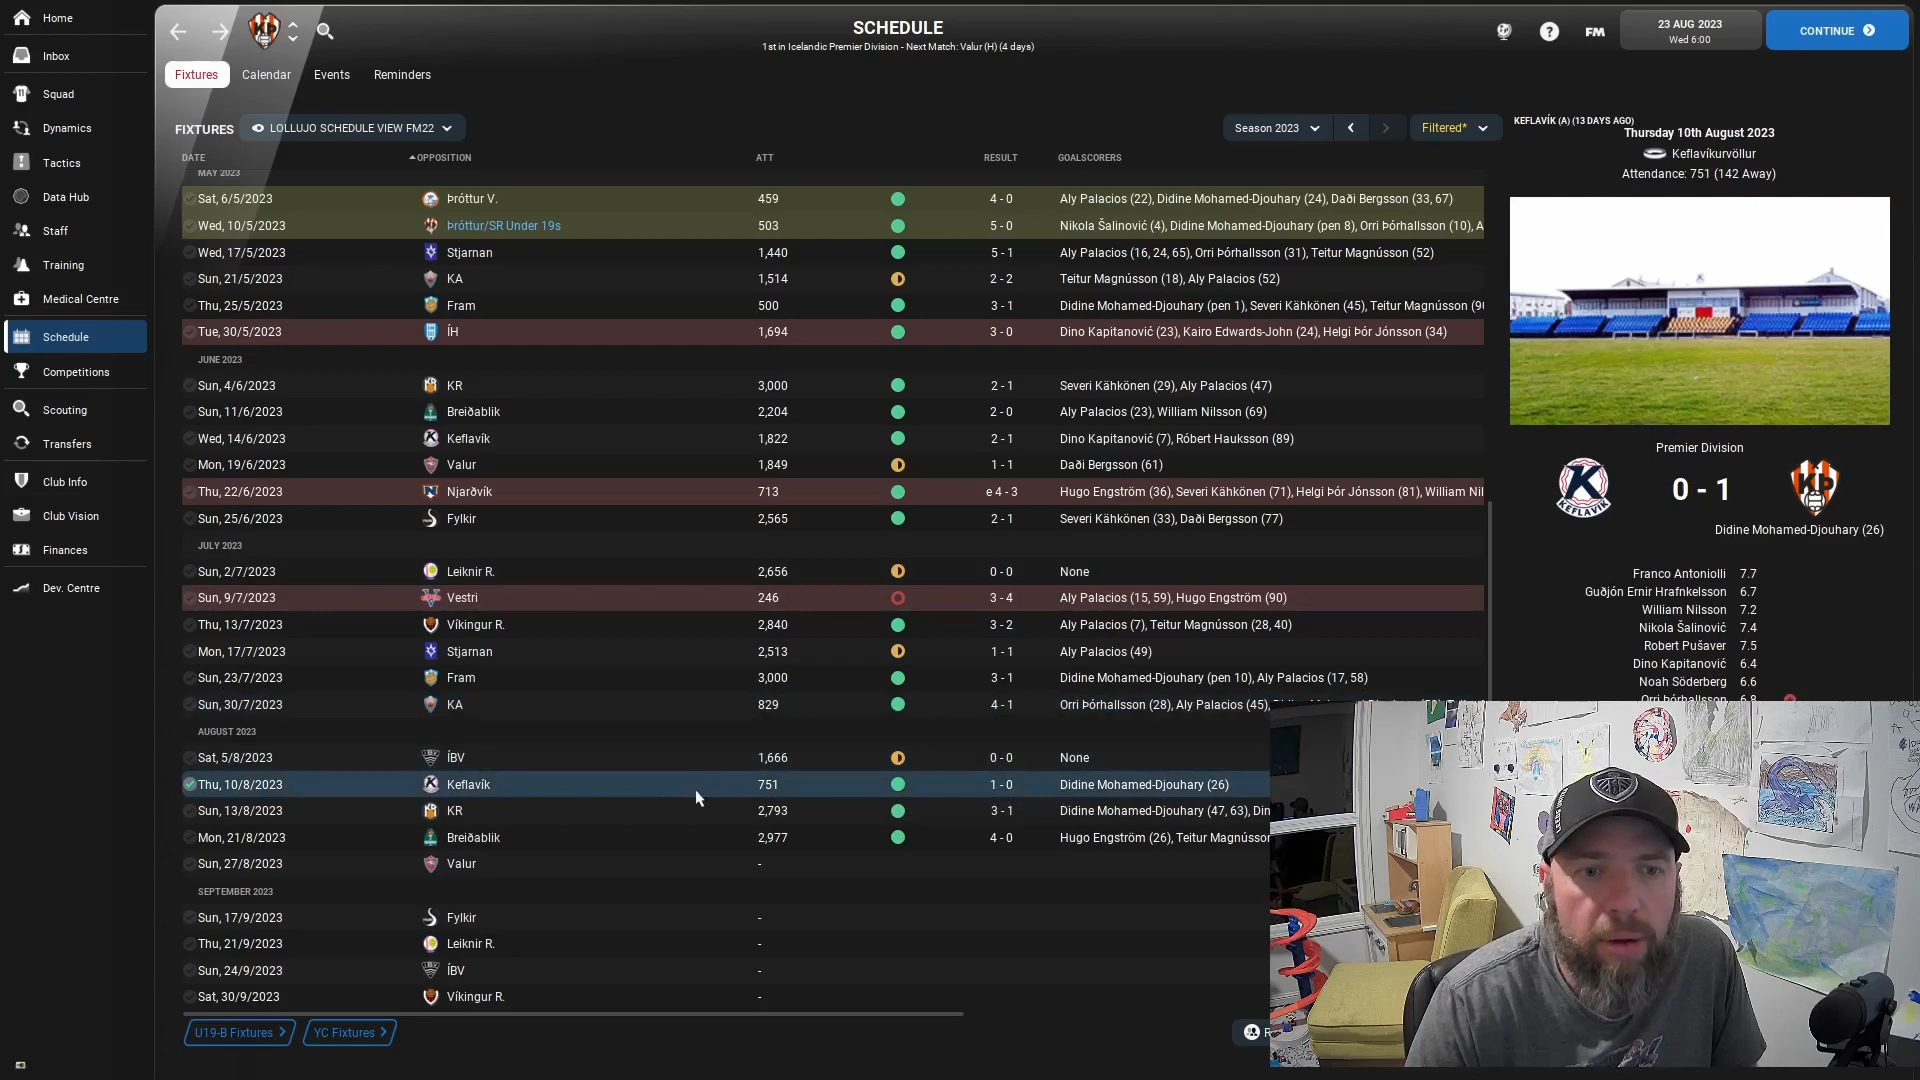 Home
Inbox
Squad
Dynamics
Tactics
Data Hub
Staff
Training
Medical Centre
Schedule
Competitions
Scouting
Transfers
Club Info
Club Vision
Finances
Dev. Centre
SCHEDULE
1st in Icelandic Premier Division - Next Match: Valur (H) (4 days)
FM
23 AUG 2023
Wed 6:00
CONTINUE
Fixtures Calendar Events Reminders
FIXTURES LOLLUJO SCHEDULE VIEW FM22
Season 2023 Filtered*
DATE OPPOSITION ATT RESULT GOALSCORERS
MAY 2023
Sat, 6/5/2023 Þróttur V. 459 4 - 0 Aly Palacios (22), Didine Mohamed-Djouhary (24), Daði Bergsson (33, 67)
Wed, 10/5/2023 Þróttur/SR Under 19s 503 5 - 0 Nikola Šalinović (4), Didine Mohamed-Djouhary (pen 8), Orri Þórhallsson (10), A
Wed, 17/5/2023 Stjarnan 1,440 5 - 1 Aly Palacios (16, 24, 65), Orri Þórhallsson (31), Teitur Magnússon (52)
Sun, 21/5/2023 KA 1,514 2 - 2 Teitur Magnússon (18), Aly Palacios (52)
Thu, 25/5/2023 Fram 500 3 - 1 Didine Mohamed-Djouhary (pen 1), Severi Kähkönen (45), Teitur Magnússon (90
Tue, 30/5/2023 ÍH 1,694 3 - 0 Dino Kapitanović (23), Kairo Edwards-John (24), Helgi Þór Jónsson (34)
JUNE 2023
Sun, 4/6/2023 KR 3,000 2 - 1 Severi Kähkönen (29), Aly Palacios (47)
Sun, 11/6/2023 Breiðablik 2,204 2 - 0 Aly Palacios (23), William Nilsson (69)
Wed, 14/6/2023 Keflavík 1,822 2 - 1 Dino Kapitanović (7), Róbert Hauksson (89)
Mon, 19/6/2023 Valur 1,849 1 - 1 Daði Bergsson (61)
Thu, 22/6/2023 Njarðvík 713 e 4 - 3 Hugo Engström (36), Severi Kähkönen (71), Helgi Þór Jónsson (81), William Nil
Sun, 25/6/2023 Fylkir 2,565 2 - 1 Severi Kähkönen (33), Daði Bergsson (77)
JULY 2023
Sun, 2/7/2023 Leiknir R. 2,656 0 - 0 None
Sun, 9/7/2023 Vestri 246 3 - 4 Aly Palacios (15, 59), Hugo Engström (90)
Thu, 13/7/2023 Víkingur R. 2,840 3 - 2 Aly Palacios (7), Teitur Magnússon (28, 40)
Mon, 17/7/2023 Stjarnan 2,513 1 - 1 Aly Palacios (49)
Sun, 23/7/2023 Fram 3,000 3 - 1 Didine Mohamed-Djouhary (pen 10), Aly Palacios (17, 58)
Sun, 30/7/2023 KA 829 4 - 1 Orri Þórhallsson (28), Aly Palacios (45),
AUGUST 2023
Sat, 5/8/2023 ÍBV 1,666 0 - 0 None
Thu, 10/8/2023 Keflavík 751 1 - 0 Didine Mohamed-Djouhary (26)
Sun, 13/8/2023 KR 2,793 3 - 1 Didine Mohamed-Djouhary (47, 63), Din
Mon, 21/8/2023 Breiðablik 2,977 4 - 0 Hugo Engström (26), Teitur Magnússon
Sun, 27/8/2023 Valur -
SEPTEMBER 2023
Sun, 17/9/2023 Fylkir -
Thu, 21/9/2023 Leiknir R. -
Sun, 24/9/2023 ÍBV -
Sat, 30/9/2023 Víkingur R. -
U19-B Fixtures YC Fixtures
KEFLAVÍK (A) (13 DAYS AGO)
Thursday 10th August 2023
Keflavíkurvöllur
Attendance: 751 (142 Away)
Premier Division
KEFLAVIK
0 - 1
Didine Mohamed-Djouhary (26)
Franco Antoniolli 7.7
Guðjón Ernir Hrafnkelsson 6.7
William Nilsson 7.2
Nikola Šalinović 7.4
Robert Pušaver 7.5
Dino Kapitanović 6.4
Noah Söderberg 6.6
Orri Þórhallsson 6.8